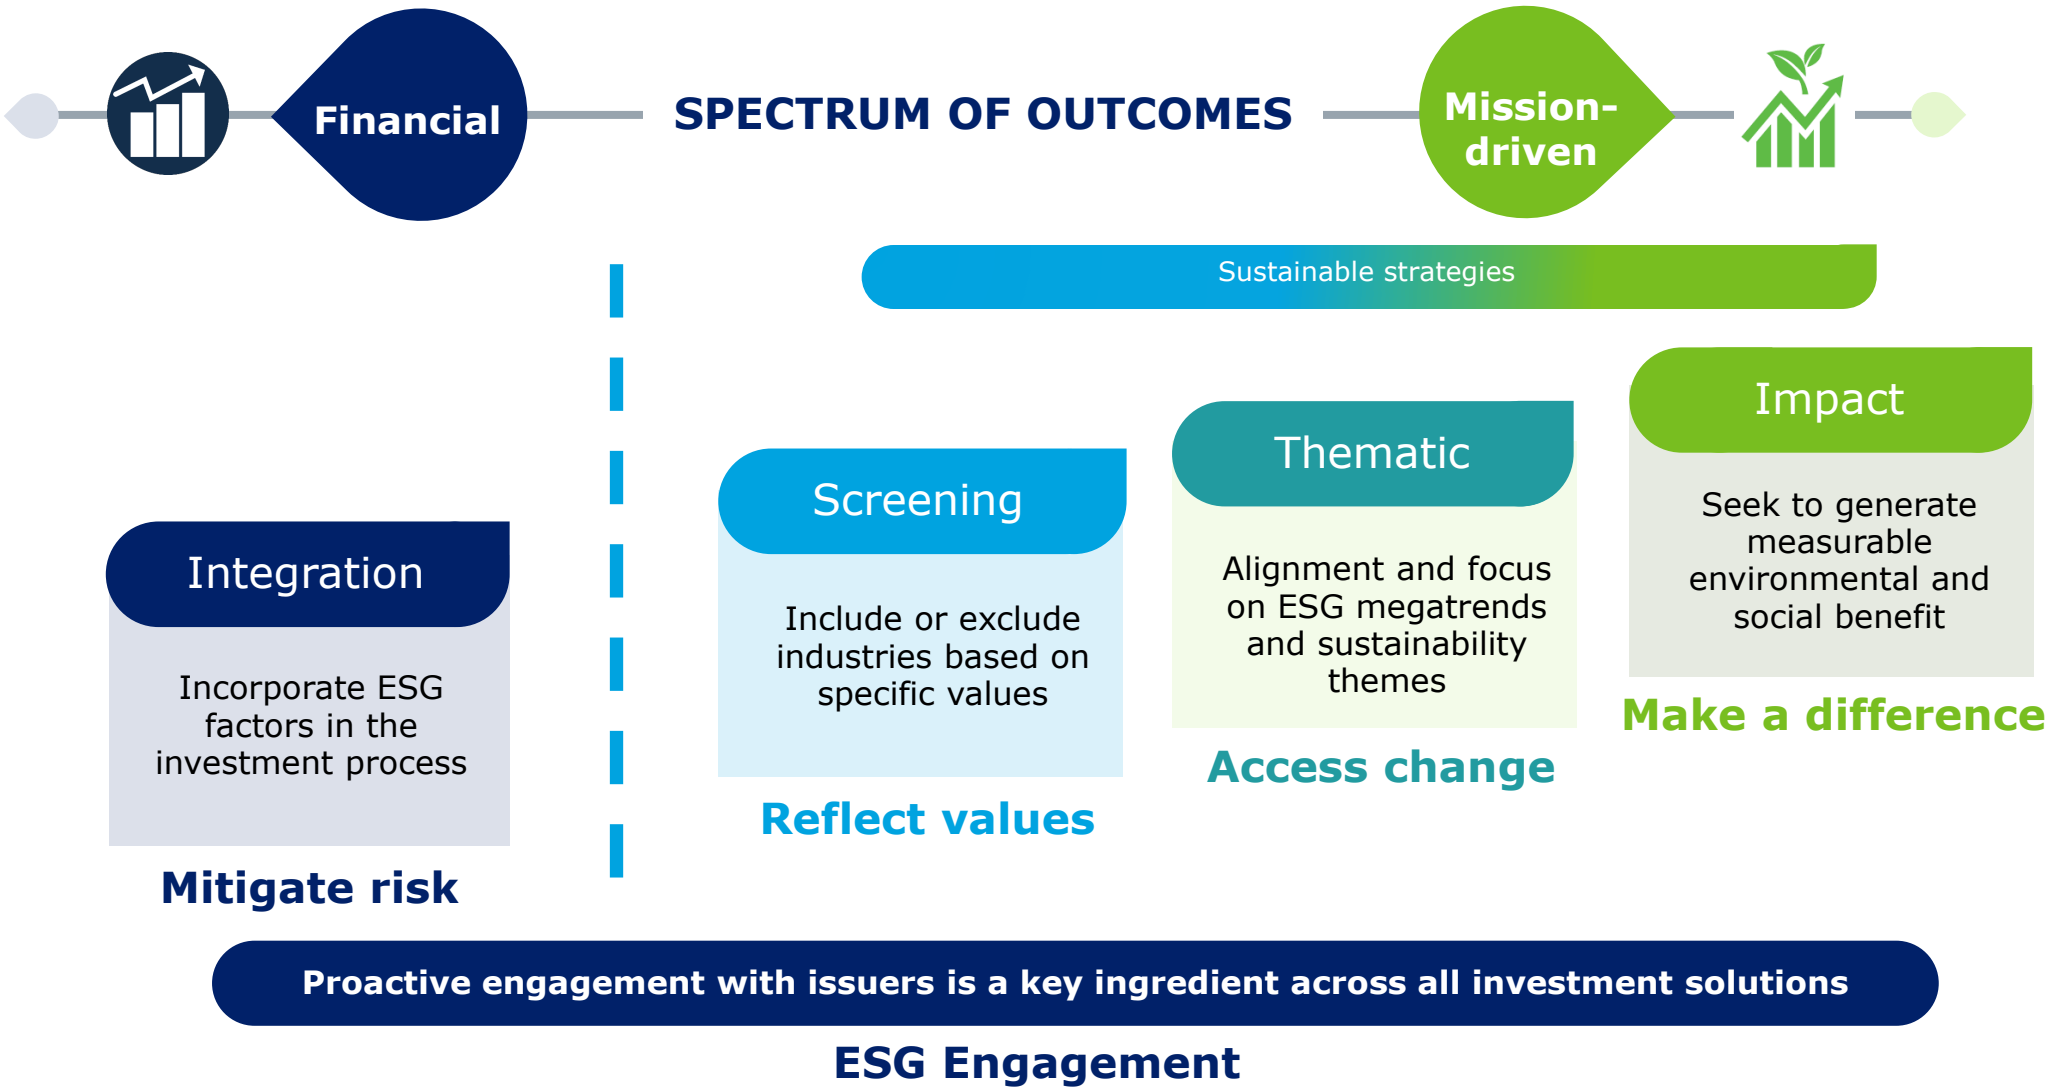 Financial
SPECTRUM OF OUTCOMES
Mission-
driven
Sustainable strategies
Integration
Incorporate ESG
factors in the
investment process
Mitigate risk
Screening
Include or exclude
industries based on
specific values
Reflect values
Thematic
Alignment and focus
on ESG megatrends
and sustainability
themes
Access change
Impact
Seek to generate
measurable
environmental and
social benefit
Make a difference
Proactive engagement with issuers is a key ingredient across all investment solutions
ESG Engagement